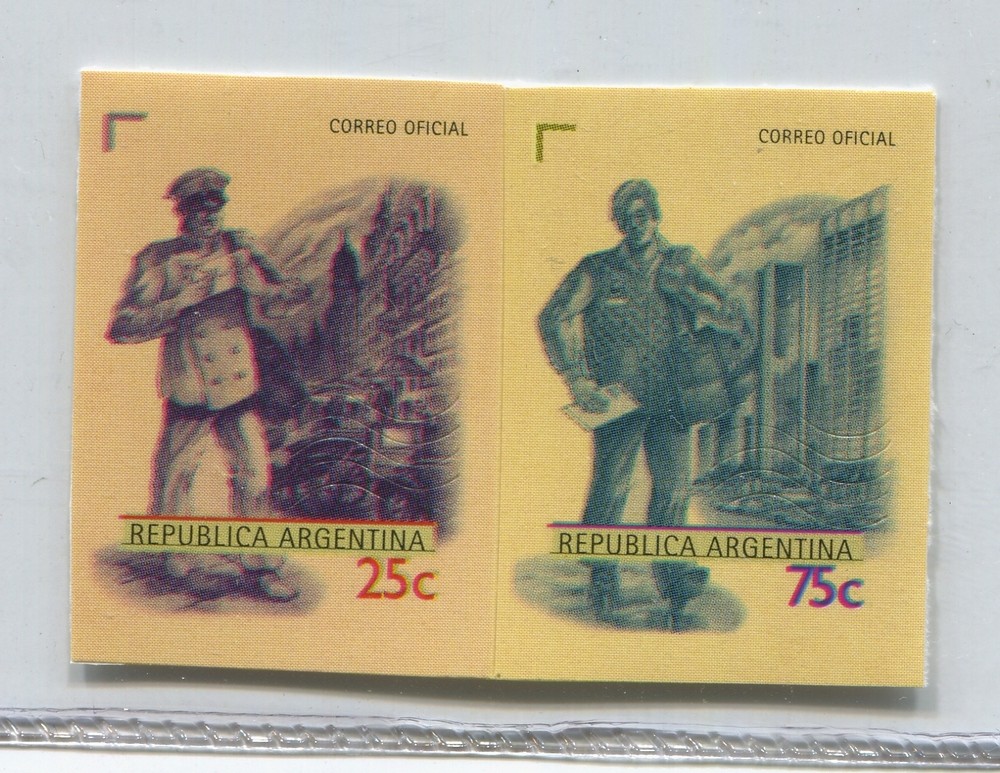 CORREO OFICIAL
REPUBLICA ARGENTINA
25c
CORREO OFICIAL
REPUBLICA ARGENTINA
75c